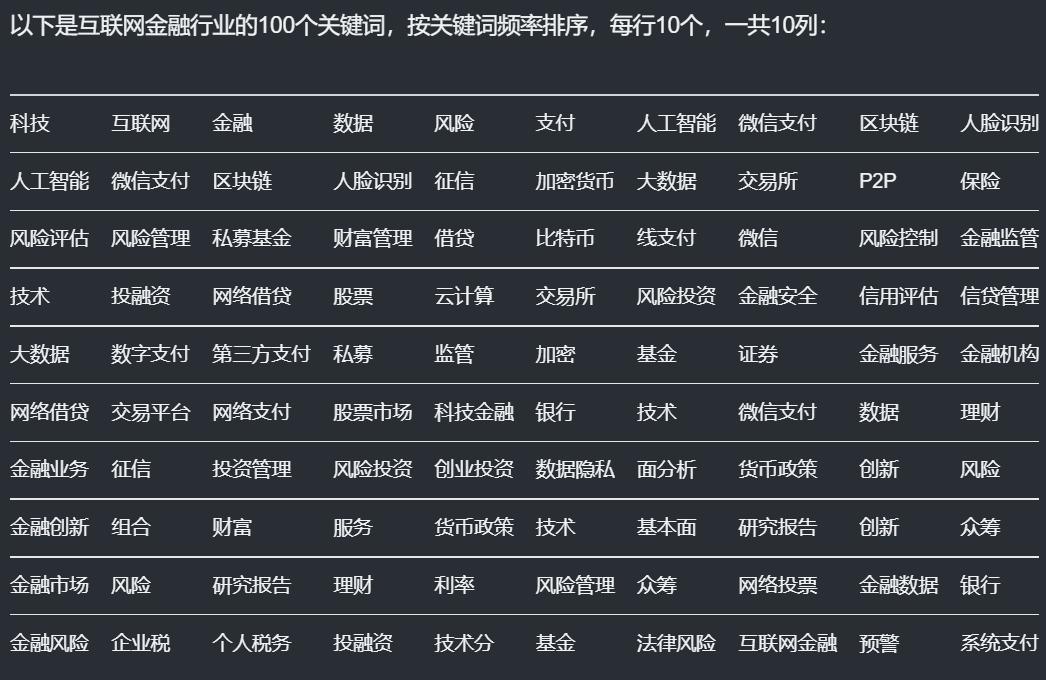 以下是互联网金融行业的100个关键词，按关键词频率排序，每行10个，一共10列：
科技 互联网 金融 数据 风险 支付 人工智能 微信支付 区块链 人脸识别
人工智能 微信支付 区块链 人脸识别 征信 加密货币 大数据 交易所 P2P 保险
风险评估 风险管理 私募基金 财富管理 借贷 比特币 线支付 微信 风险控制 金融监管
技术 投融资 网络借贷 股票 云计算 交易所 风险投资 金融安全 信用评估 信贷管理
大数据 数字支付 第三方支付 私募 监管 加密 基金 证券 金融服务 金融机构
网络借贷 交易平台 网络支付 股票市场 科技金融 银行 技术 微信支付 数据 理财
金融业务 征信 投资管理 风险投资 创业投资 数据隐私 面分析 货币政策 创新 风险
金融创新 组合 财富 服务 货币政策 技术 基本面 研究报告 创新 众筹
金融市场 风险 研究报告 理财 利率 风险管理 众筹 网络投票 金融数据 银行
金融风险 企业税 个人税务 投融资 技术分 基金 法律风险 互联网金融 预警 系统支付